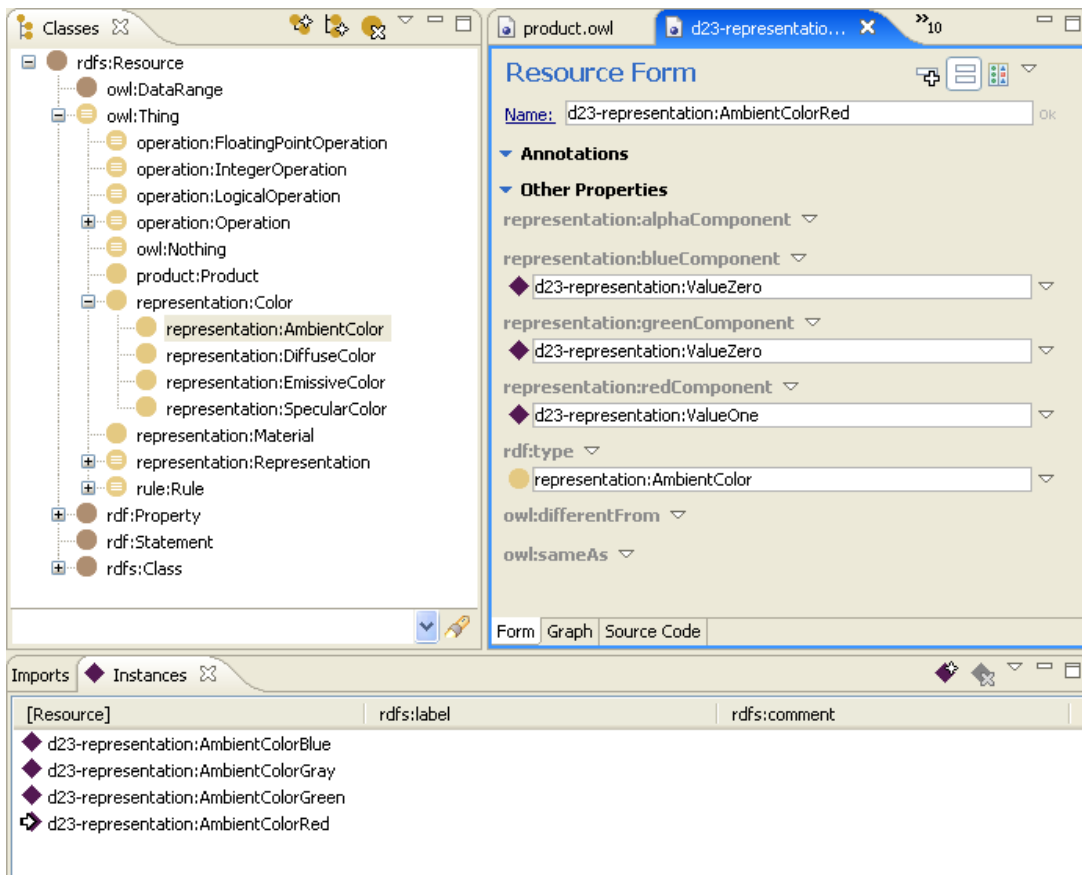 Classes
rdfs:Resource
owl:DataRange
owl:Thing
operation:FloatingPointOperation
operation:IntegerOperation
operation:LogicalOperation
operation:Operation
owl:Nothing
product:Product
representation:Color
representation:AmbientColor
representation:DiffuseColor
representation:EmissiveColor
representation:SpecularColor
representation:Material
representation:Representation
rule:Rule
rdf:Property
rdf:Statement
rdfs:Class
product.owl d23-representatio... »10
Resource Form
Name: d23-representation:AmbientColorRed Ok
Annotations
Other Properties
representation:alphaComponent
representation:blueComponent
d23-representation:ValueZero
representation:greenComponent
d23-representation:ValueZero
representation:redComponent
d23-representation:ValueOne
rdf:type
representation:AmbientColor
owl:differentFrom
owl:sameAs
Form Graph Source Code
Imports Instances
[Resource] rdfs:label rdfs:comment
d23-representation:AmbientColorBlue
d23-representation:AmbientColorGray
d23-representation:AmbientColorGreen
d23-representation:AmbientColorRed